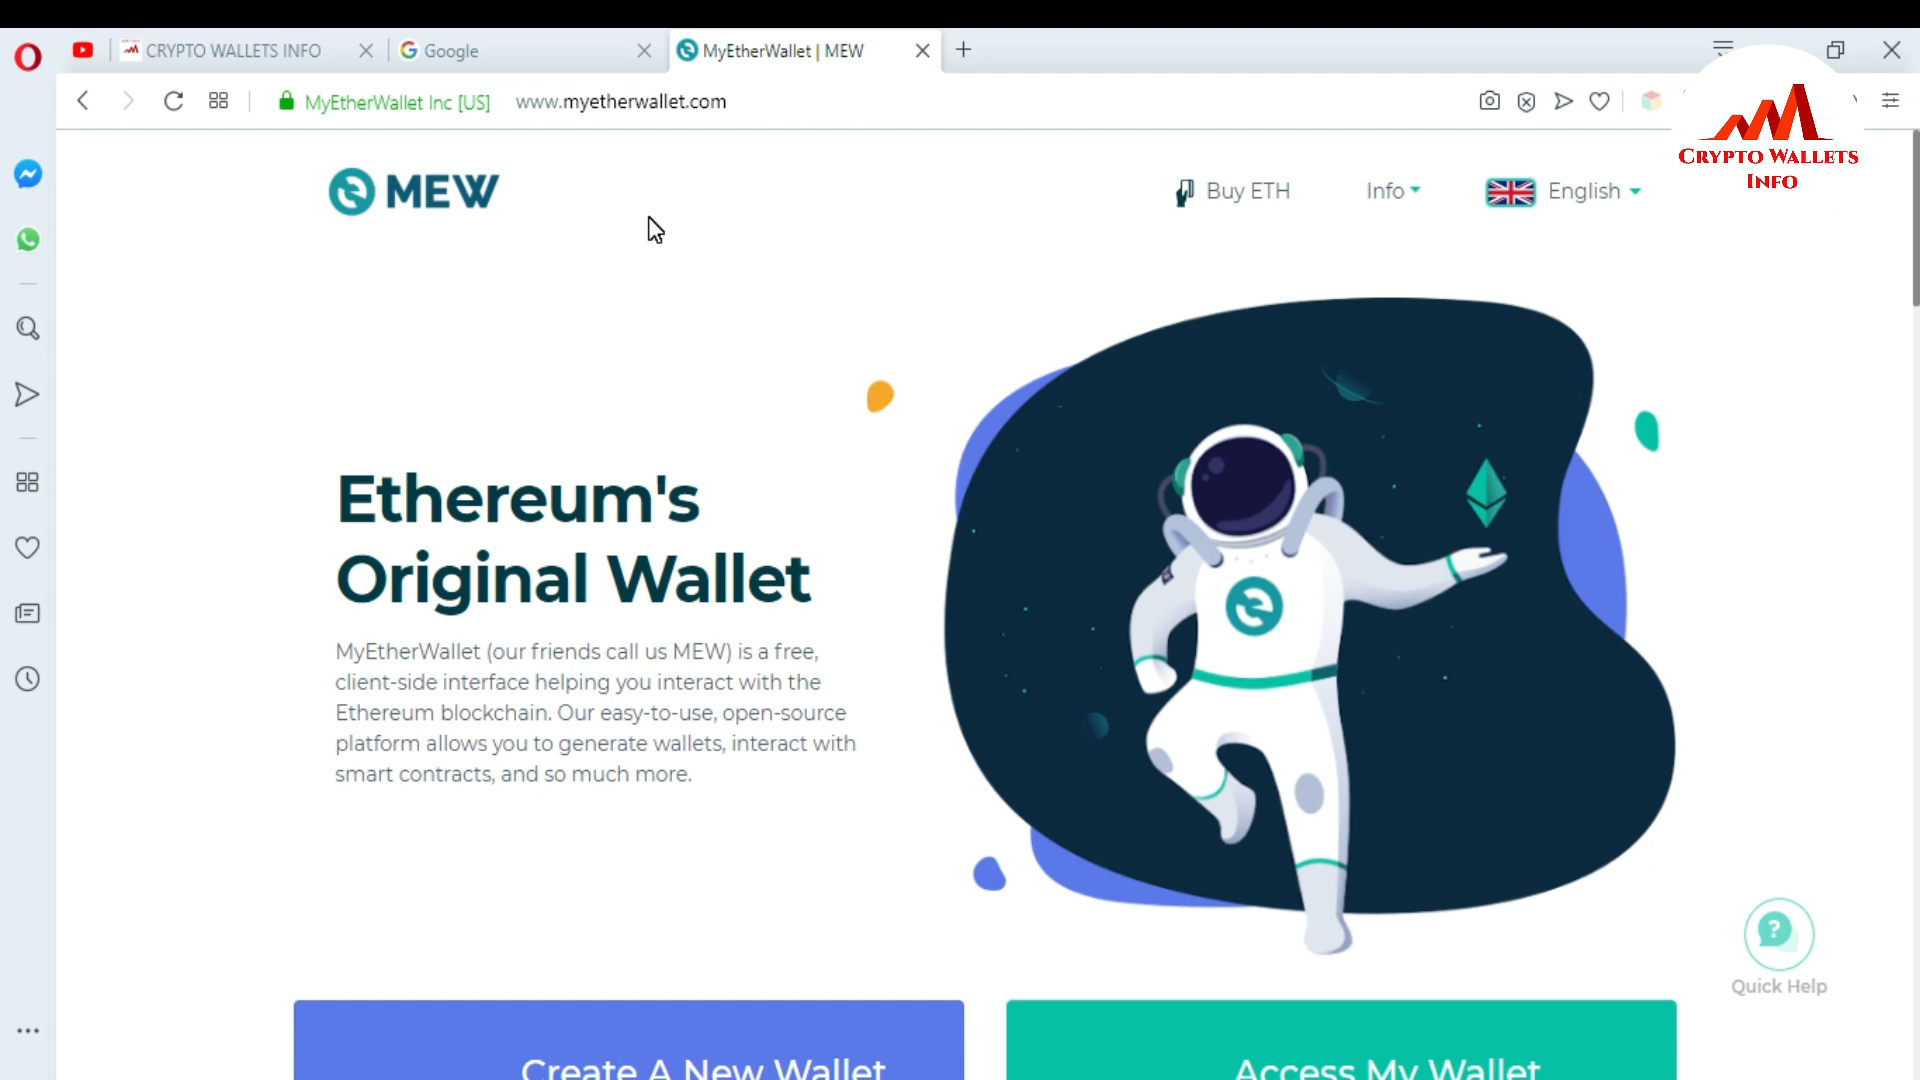 CRYPTO WALLETS INFO
Google
MyEtherWallet | MEW
MyEtherWallet Inc [US]
www.myetherwallet.com
CRYPTO WALLETS
INFO
MEW
Buy ETH
Info
English
Ethereum's
Original Wallet
MyEtherWallet (our friends call us MEW) is a free,
client-side interface helping you interact with the
Ethereum blockchain. Our easy-to-use, open-source
platform allows you to generate wallets, interact with
smart contracts, and so much more.
?
Quick Help
Create A New Wallet
Access My Wallet